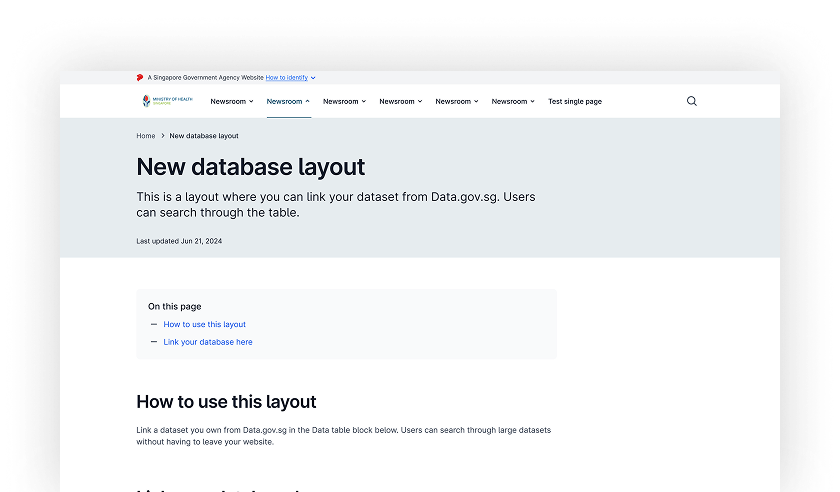 A Singapore Government Agency Website How to identify
MINISTRY OF HEALTH
SINGAPORE
Newsroom Newsroom Newsroom Newsroom Newsroom Newsroom Test single page
Home New database layout
New database layout
This is a layout where you can link your dataset from Data.gov.sg. Users
can search through the table.
Last updated Jun 21, 2024
On this page
How to use this layout
Link your database here
How to use this layout
Link a dataset you own from Data.gov.sg in the Data table block below. Users can search through large datasets
without having to leave your website.